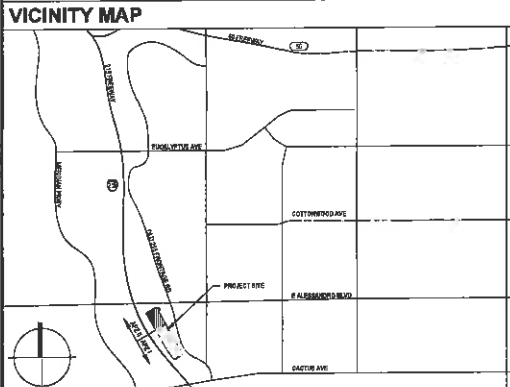 VICINITY MAP
60 FREEWAY
60
215 FREEWAY
EUCALYPTUS AVE
MERIDIAN PKWY
215
COTTONWOOD AVE
OLD 215 FRONTAGE RD
PROJECT SITE
E ALESSANDRO BLVD
CACTUS AVE